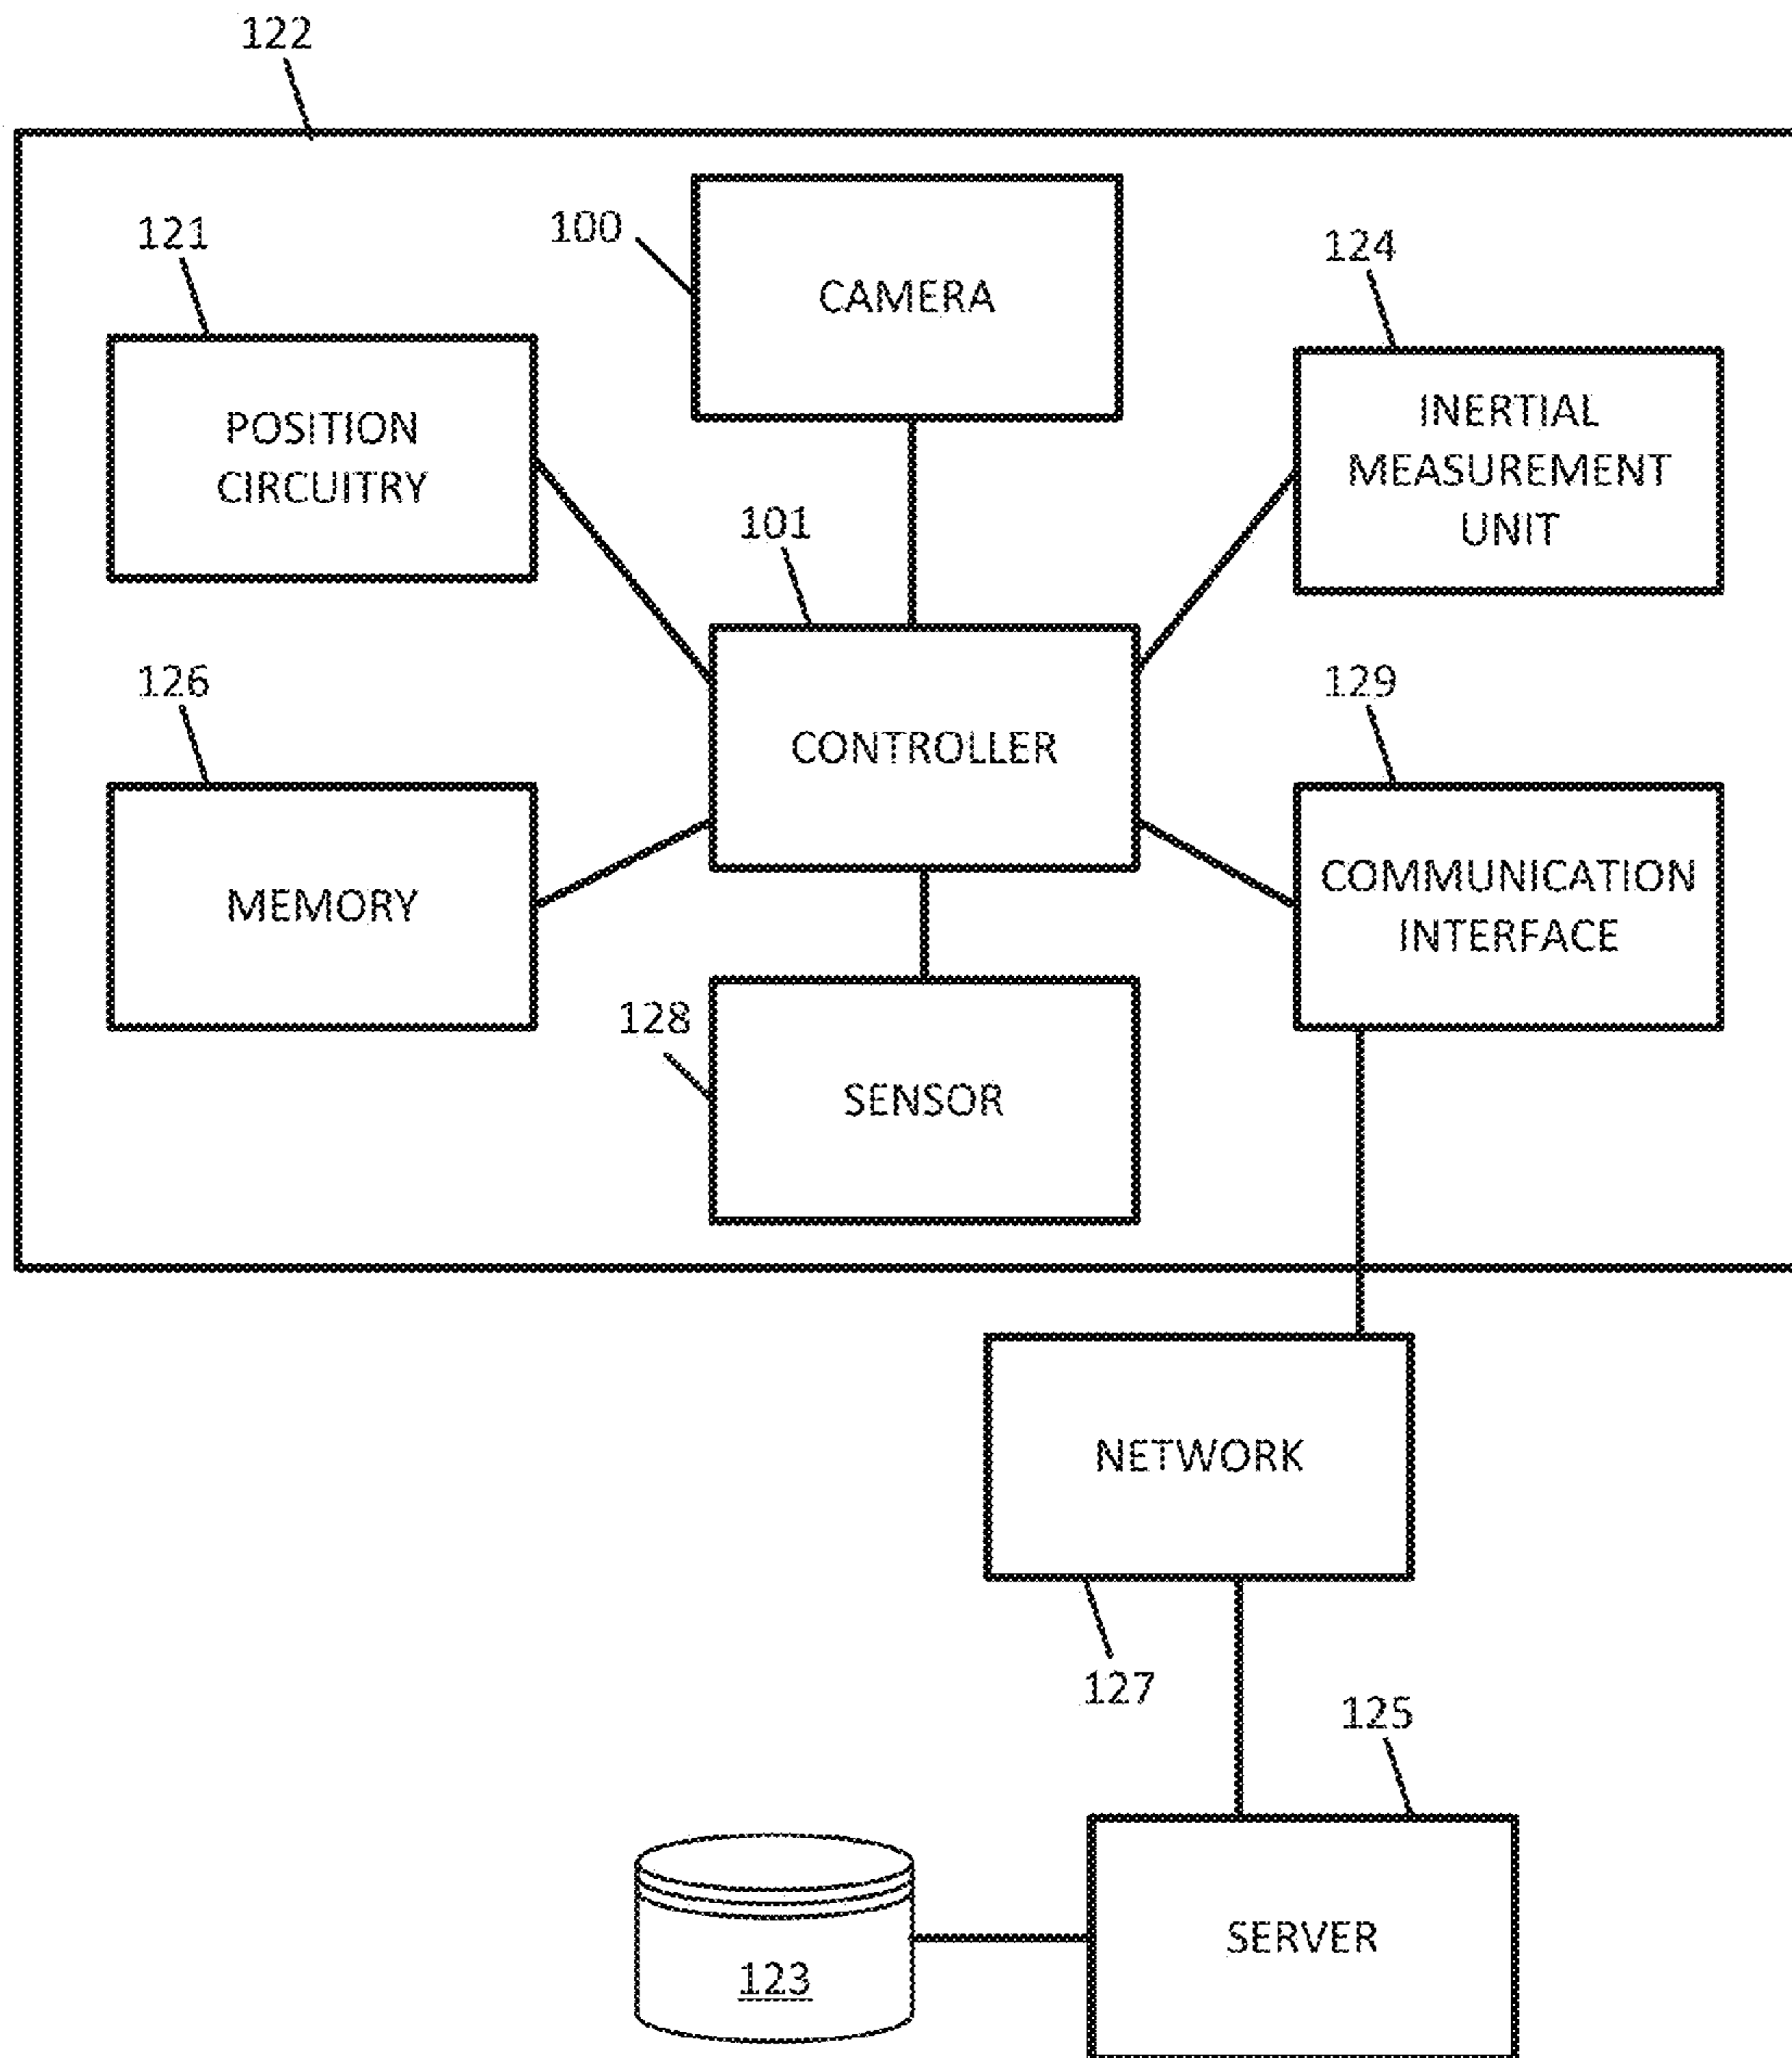 122
100
CAMERA
121
POSITION
CIRCUITRY
124
INERTIAL
MEASUREMENT
UNIT
101
CONTROLLER
126
MEMORY
129
COMMUNICATION
INTERFACE
128
SENSOR
NETWORK
127
125
SERVER
123